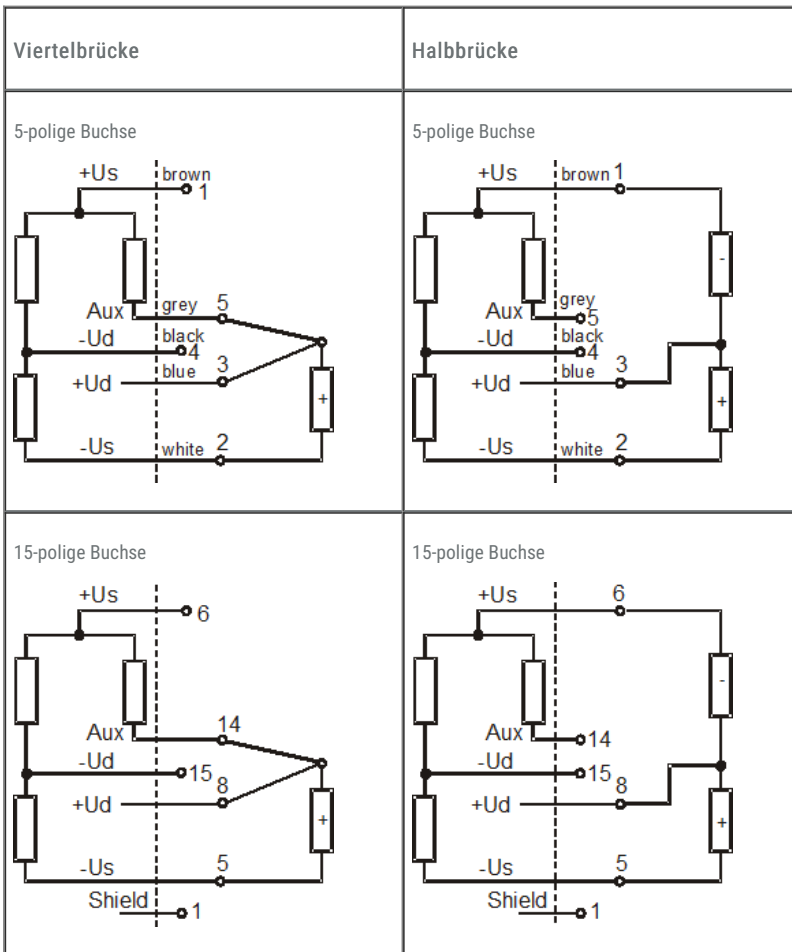 Viertelbrücke
Halbbrücke
5-polige Buchse
+Us
brown
1
Aux
grey
5
-Ud
black
4
3
+Ud
blue
+
-Us
white
2
5-polige Buchse
+Us
brown
1
-
grey
Aux
5
-Ud
black
4
3
+Ud
blue
+
-Us
white
2
15-polige Buchse
+Us
6
Aux
14
-Ud
15
8
+Ud
+
-Us
5
Shield
1
15-polige Buchse
+Us
6
-
Aux
14
-Ud
15
8
+Ud
+
-Us
5
Shield
1